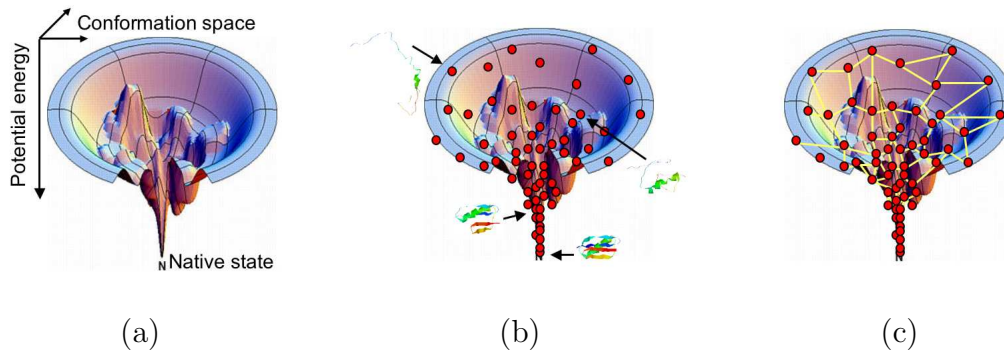 Conformation space
Potential energy
N Native state
N
N
(a)
(b)
(c)